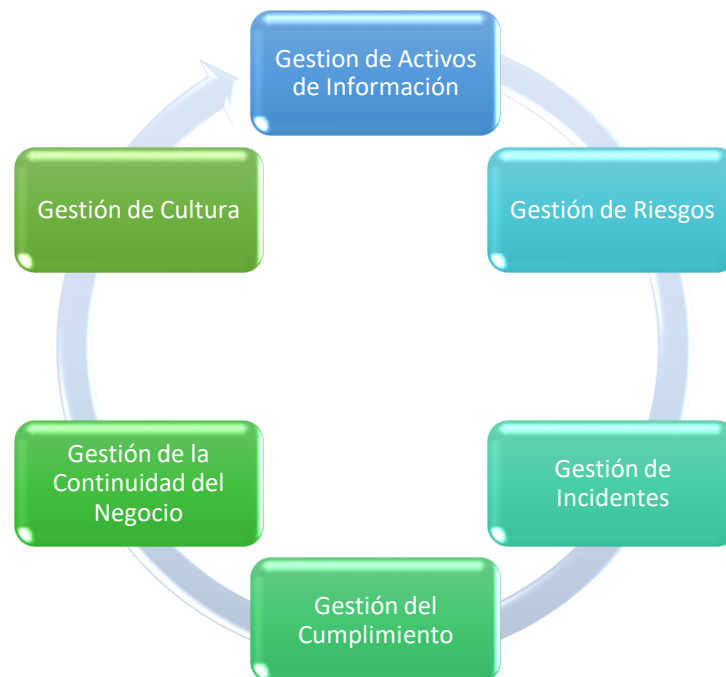 Gestion de Activos
de Información
Gestión de Riesgos
Gestión de
Incidentes
Gestión del
Cumplimiento
Gestión de la
Continuidad del
Negocio
Gestión de Cultura